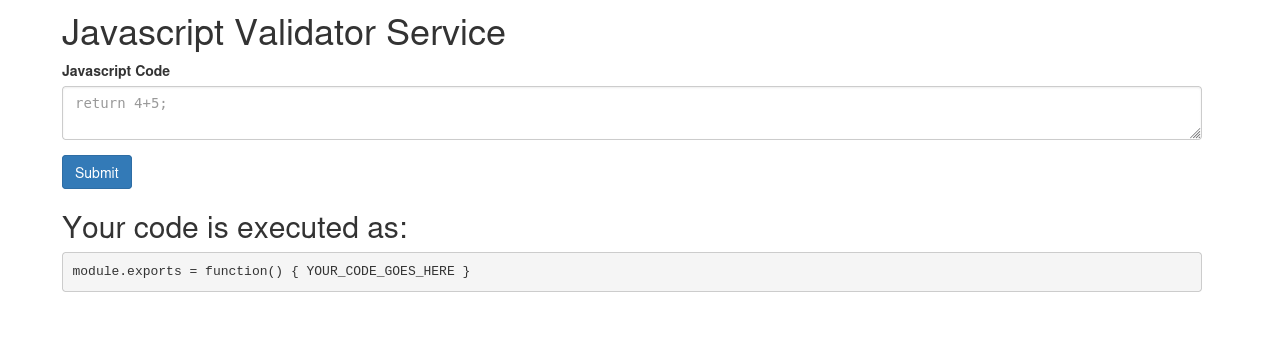 Javascript Validator Service
Javascript Code
return 4+5;
Submit
Your code is executed as:
module.exports = function() { YOUR_CODE_GOES_HERE }